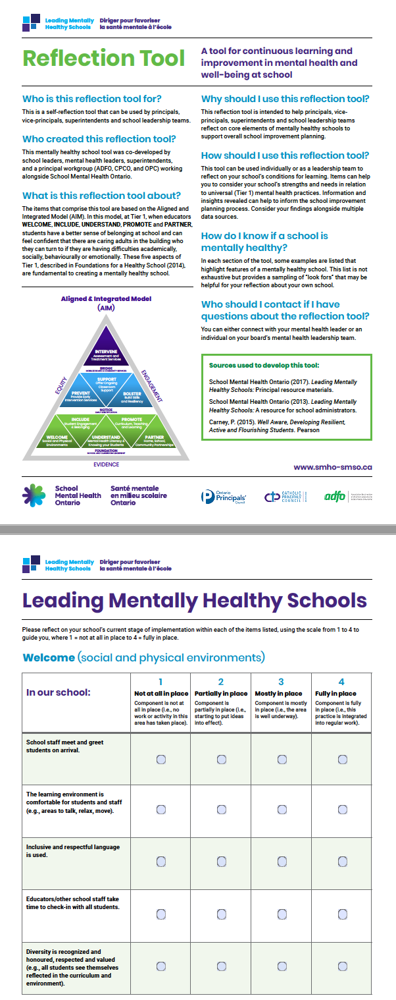 Leading Mentally
Healthy Schools
Diriger pour favoriser
la santé mentale à l'école
Reflection Tool
A tool for continuous learning and
improvement in mental health and
well-being at school
Who is this reflection tool for?
This is a self-reflection tool that can be used by principals,
vice-principals, superintendents and school leadership teams.
Who created this reflection tool?
This mentally healthy school tool was co-developed by
school leaders, mental health leaders, superintendents,
and a principal workgroup (ADFO, CPCO, and OPC) working
alongside School Mental Health Ontario.
What is this reflection tool about?
The items that comprise this tool are based on the Aligned and
Integrated Model (AIM). In this model, at Tier 1, when educators
WELCOME, INCLUDE, UNDERSTAND, PROMOTE and PARTNER,
students have a better sense of belonging at school and can
feel confident that there are caring adults in the building who
they can turn to if they are having difficulties academically,
socially, behaviourally or emotionally. These five aspects of
Tier 1, described in Foundations for a Healthy School (2014),
are fundamental to creating a mentally healthy school.
Aligned & Integrated Model
(AIM)
INTERVENE
Assessment and
Treatment Services
BRIDGE
SUPPORT
Offer Ongoing
Classroom
Support
PREVENT
Provide Early
Intervention Services
BOLSTER
Build Skills
and Resiliency
NOTICE
EARLY IDENTIFICATION
INCLUDE
Student Engagement
& Belonging
PROMOTE
Curriculum, Teaching
and Learning
WELCOME
Social and Physical
Environments
UNDERSTAND
Mental Health Literacy &
Knowing your Students
PARTNER
Home, School,
Community Partnerships
FOUNDATION
SCHOOL AND CLASSROOM LEADERSHIP
EQUITY
ENGAGEMENT
EVIDENCE
Why should I use this reflection tool?
This reflection tool is intended to help principals, vice-
principals, superintendents and school leadership teams
reflect on core elements of mentally healthy schools to
support overall school improvement planning.
How should I use this reflection tool?
This tool can be used individually or as a leadership team to
reflect on your school's conditions for learning. Items can help
you to consider your school's strengths and needs in relation
to universal (Tier 1) mental health practices. Information and
insights revealed can help to inform the school improvement
planning process. Consider your findings alongside multiple
data sources.
How do I know if a school is
mentally healthy?
In each section of the tool, some examples are listed that
highlight features of a mentally healthy school. This list is not
exhaustive but provides a sampling of "look fors" that may be
helpful for your reflection about your own school.
Who should I contact if I have
questions about the reflection tool?
You can either connect with your mental health leader or an
individual on your board's mental health leadership team.
Sources used to develop this tool:
School Mental Health Ontario (2017). Leading Mentally
Healthy Schools: Principal resource materials.
School Mental Health Ontario (2013). Leading Mentally
Healthy Schools: A resource for school administrators.
Carney, P. (2015). Well Aware, Developing Resilient,
Active and Flourishing Students. Pearson
www.smho-smso.ca
School
Mental Health
Ontario
Santé mentale
en milieu scolaire
Ontario
Ontario
Principals'
Council
CATHOLIC
PRINCIPALS'
COUNCIL
adfo
Leading Mentally
Healthy Schools
Diriger pour favoriser
la santé mentale à l'école
Leading Mentally Healthy Schools
Please reflect on your school's current stage of implementation within each of the items listed, using the scale from 1 to 4 to
guide you, where 1 = not at all in place to 4 = fully in place.
Welcome (social and physical environments)
In our school:
1
Not at all in place
Component is not at
all in place (i.e., no
work or activity in this
area has taken place).
2
Partially in place
Component is
partially in place (i.e.,
starting to put ideas
into effect).
3
Mostly in place
Component is mostly
in place (i.e., the area
is well underway).
4
Fully in place
Component is fully
in place (i.e., this
practice is integrated
into regular work).
School staff meet and greet
students on arrival.
The learning environment is
comfortable for students and staff
(e.g., areas to talk, relax, move).
Inclusive and respectful language
is used.
Educators/other school staff take
time to check-in with all students.
Diversity is recognized and
honoured, respected and valued
(e.g., all students see themselves
reflected in the curriculum and
environment).